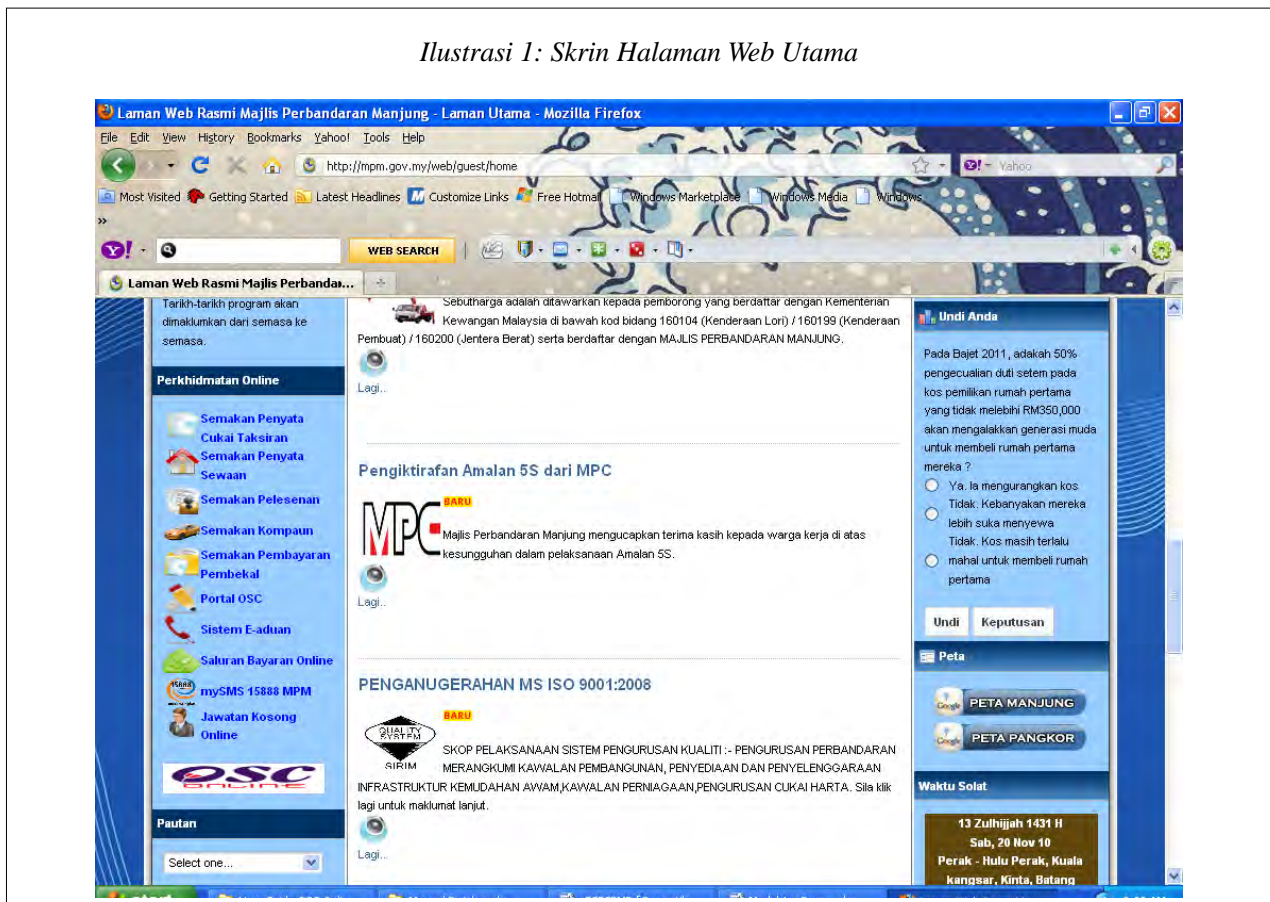 Ilustrasi 1: Skrin Halaman Web Utama
Laman Web Rasmi Majlis Perbandaran Manjung - Laman Utama - Mozilla Firefox
File Edit View History Bookmarks Yahoo! Tools Help
http://mpm.gov.my/web/guest/home
Yahoo
Most Visited Getting Started Latest Headlines Customize Links Free Hotmail Windows Marketplace Windows Media Windows
»
Y! WEB SEARCH
Laman Web Rasmi Majlis Perbandar...
Tarikh-tarikh program akan
dimaklumkan dari semasa ke
semasa.
Perkhidmatan Online
Semakan Penyata
Cukai Taksiran
Semakan Penyata
Sewaan
Semakan Pelesenan
Semakan Kompaun
Semakan Pembayaran
Pembekal
Portal OSC
Sistem E-aduan
Saluran Bayaran Online
15888
mySMS 15888 MPM
Jawatan Kosong
Online
OSC
ONLINE
Pautan
Select one...
Sebutharga adalah ditawarkan kepada pemborong yang berdaftar dengan Kementerian
Kewangan Malaysia di bawah kod bidang 160104 (Kenderaan Lori) / 160199 (Kenderaan
Pembuat) / 160200 (Jentera Berat) serta berdaftar dengan MAJLIS PERBANDARAN MANJUNG.
Lagi..
Pengiktirafan Amalan 5S dari MPC
MPC
BARU
Majlis Perbandaran Manjung mengucapkan terima kasih kepada warga kerja di atas
kesungguhan dalam pelaksanaan Amalan 5S.
Lagi..
PENGANUGERAHAN MS ISO 9001:2008
BARU
QUALITY
SYSTEM
SIRIM
SKOP PELAKSANAAN SISTEM PENGURUSAN KUALITI :- PENGURUSAN PERBANDARAN
MERANGKUMI KAWALAN PEMBANGUNAN, PENYEDIAAN DAN PENYELENGGARAAN
INFRASTRUKTUR KEMUDAHAN AWAM,KAWALAN PERNIAGAAN,PENGURUSAN CUKAI HARTA. Sila klik
lagi untuk maklumat lanjut.
Lagi..
Undi Anda
Pada Bajet 2011, adakah 50%
pengecualian duti setem pada
kos pemilikan rumah pertama
yang tidak melebihi RM350,000
akan mengalakkan generasi muda
untuk membeli rumah pertama
mereka ?
Ya. Ia mengurangkan kos
Tidak. Kebanyakan mereka
lebih suka menyewa
Tidak. Kos masih terlalu
mahal untuk membeli rumah
pertama
Undi Keputusan
Peta
Google PETA MANJUNG
Google PETA PANGKOR
Waktu Solat
13 Zulhijjah 1431 H
Sab, 20 Nov 10
Perak - Hulu Perak, Kuala
kangsar, Kinta, Batang